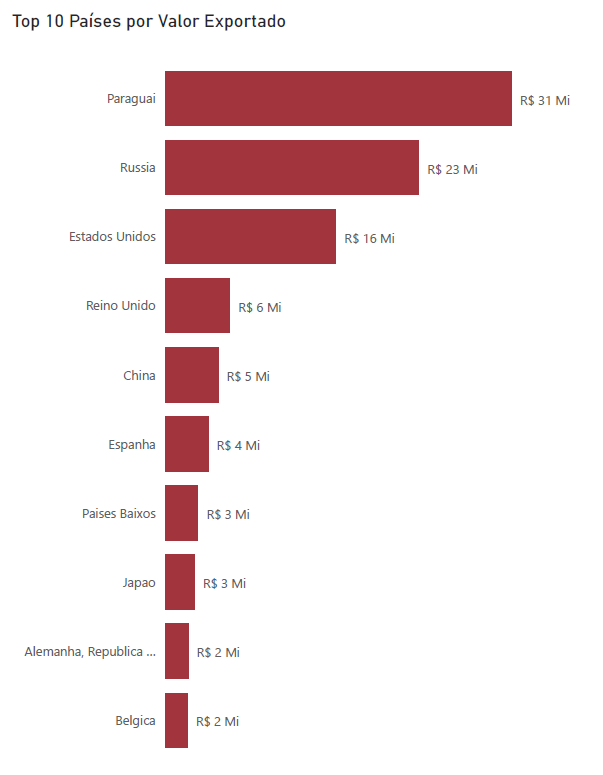 Top 10 Países por Valor Exportado
Paraguai R$ 31 Mi
Russia R$ 23 Mi
Estados Unidos R$ 16 Mi
Reino Unido R$ 6 Mi
China R$ 5 Mi
Espanha R$ 4 Mi
Paises Baixos R$ 3 Mi
Japao R$ 3 Mi
Alemanha, Republica ... R$ 2 Mi
Belgica R$ 2 Mi